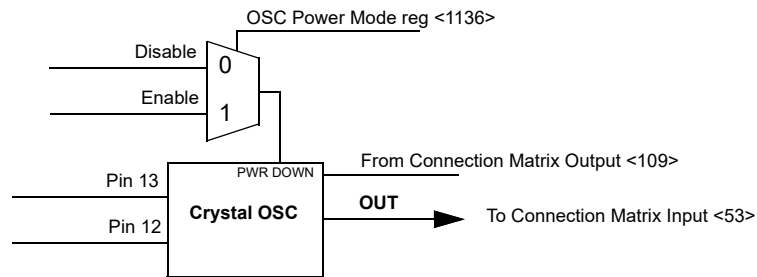 OSC Power Mode reg <1136>
Disable
0
Enable
1
PWR DOWN
From Connection Matrix Output <109>
Pin 13
Crystal OSC
OUT
To Connection Matrix Input <53>
Pin 12